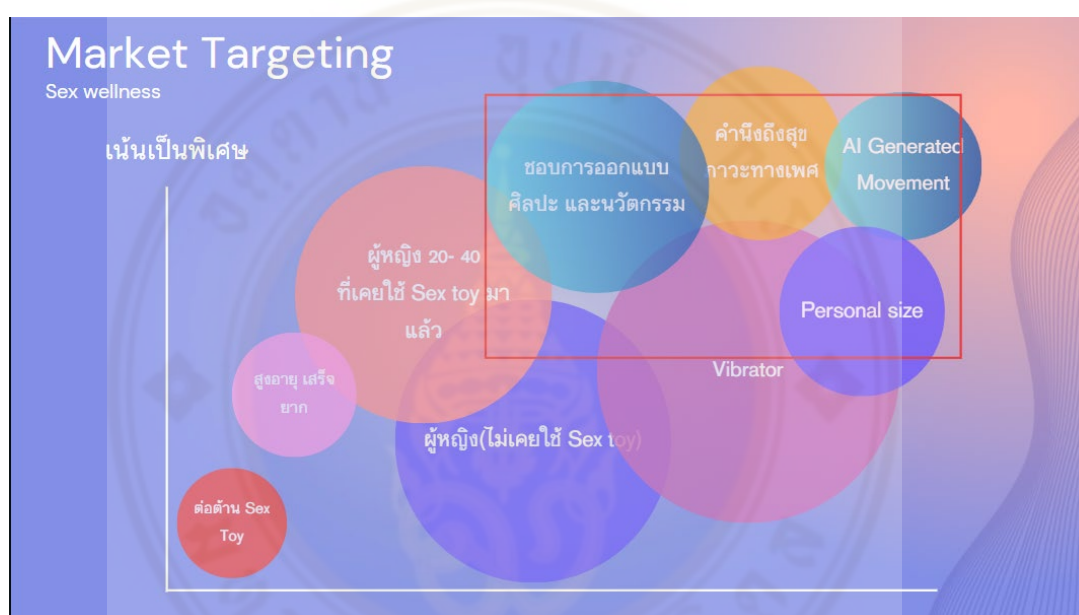 Market Targeting
Sex wellness
เน้นเป็นพิเศษ
ชอบการออกแบบ
ศิลปะ และนวัตกรรม
คำนึงถึงสุข
ภาวะทางเพศ
AI Generated
Movement
ผู้หญิง 20- 40
ที่เคยใช้ Sex toy มา
แล้ว
Personal size
Vibrator
สูงอายุ เสร็จ
ยาก
ผู้หญิง(ไม่เคยใช้ Sex toy)
ต่อต้าน Sex
Toy